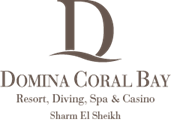 D
DOMINA CORAL BAY
Resort, Diving, Spa & Casino
Sharm El Sheikh